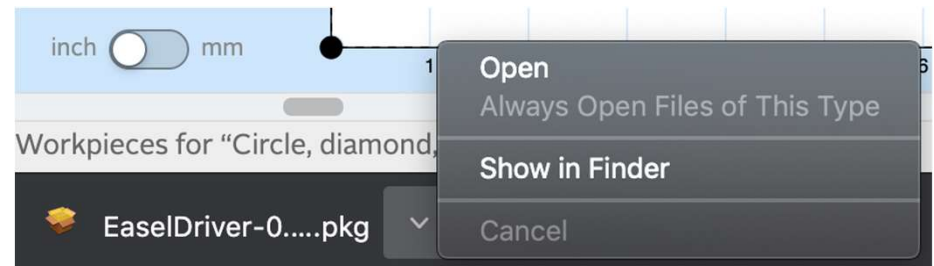 inch mm
1
6
Open
Always Open Files of This Type
Workpieces for “Circle, diamond,
Show in Finder
EaselDriver-0.....pkg
Cancel